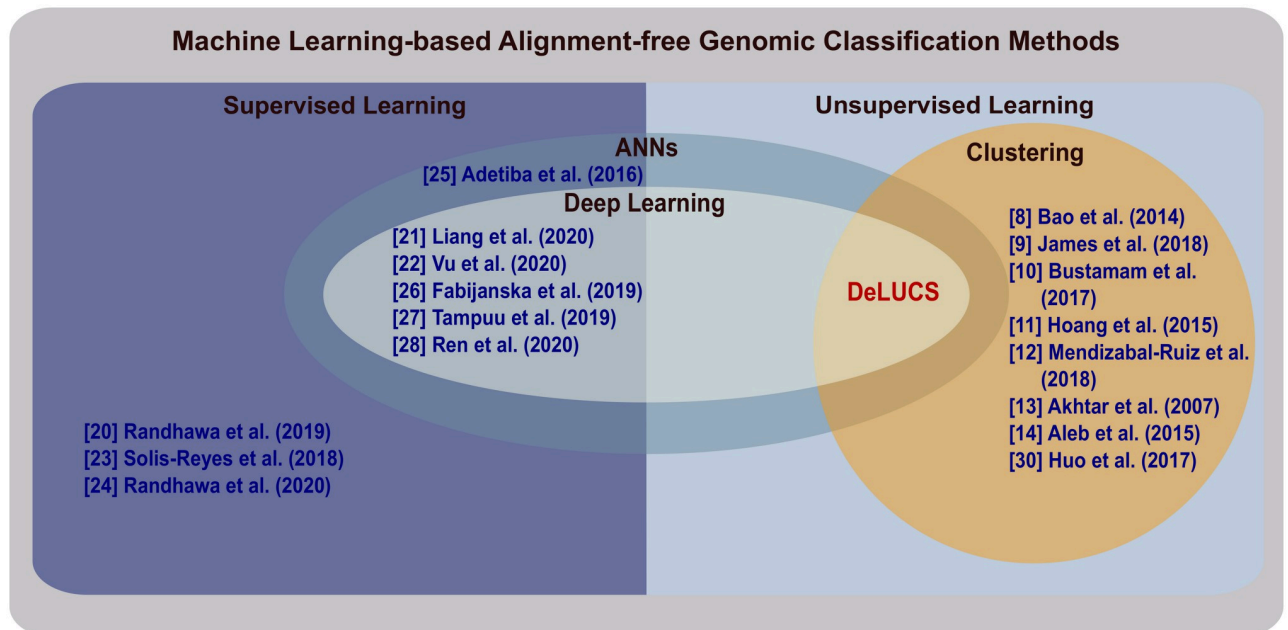 Machine Learning-based Alignment-free Genomic Classification Methods
Supervised Learning
Unsupervised Learning
ANNs
[25] Adetiba et al. (2016)
Deep Learning
[21] Liang et al. (2020)
[22] Vu et al. (2020)
[26] Fabijanska et al. (2019)
[27] Tampuu et al. (2019)
[28] Ren et al. (2020)
[20] Randhawa et al. (2019)
[23] Solis-Reyes et al. (2018)
[24] Randhawa et al. (2020)
DeLUCS
Clustering
[8] Bao et al. (2014)
[9] James et al. (2018)
[10] Bustamam et al.
(2017)
[11] Hoang et al. (2015)
[12] Mendizabal-Ruiz et al.
(2018)
[13] Akhtar et al. (2007)
[14] Aleb et al. (2015)
[30] Huo et al. (2017)